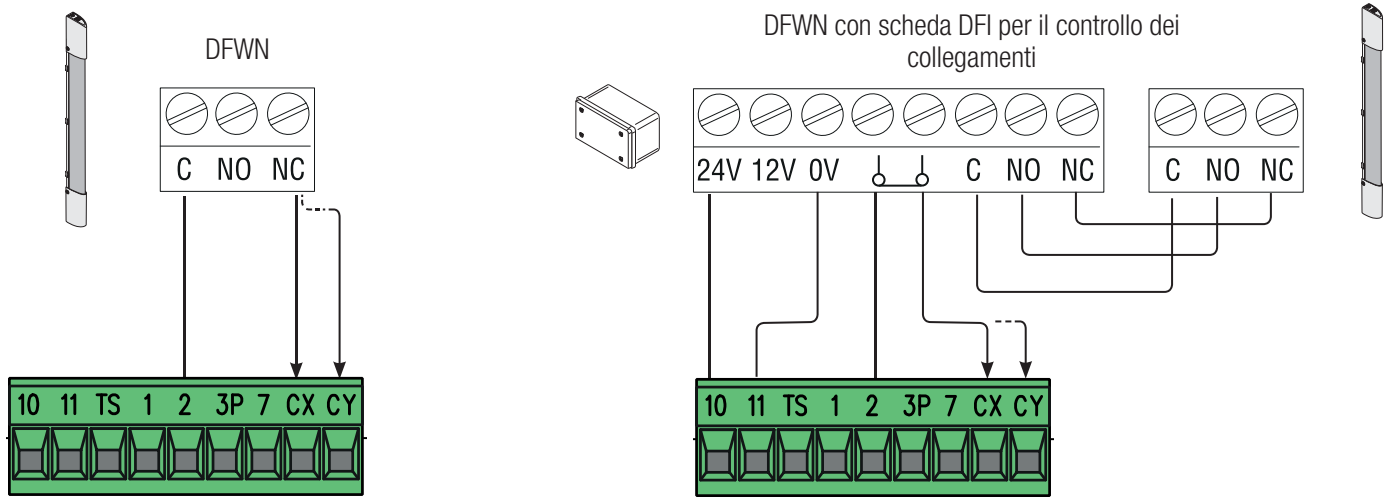 DFWN
C NO NC
10 11 TS 1 2 3P 7 CX CY
DFWN con scheda DFI per il controllo dei
collegamenti
24V 12V 0V C NO NC
C NO NC
10 11 TS 1 2 3P 7 CX CY